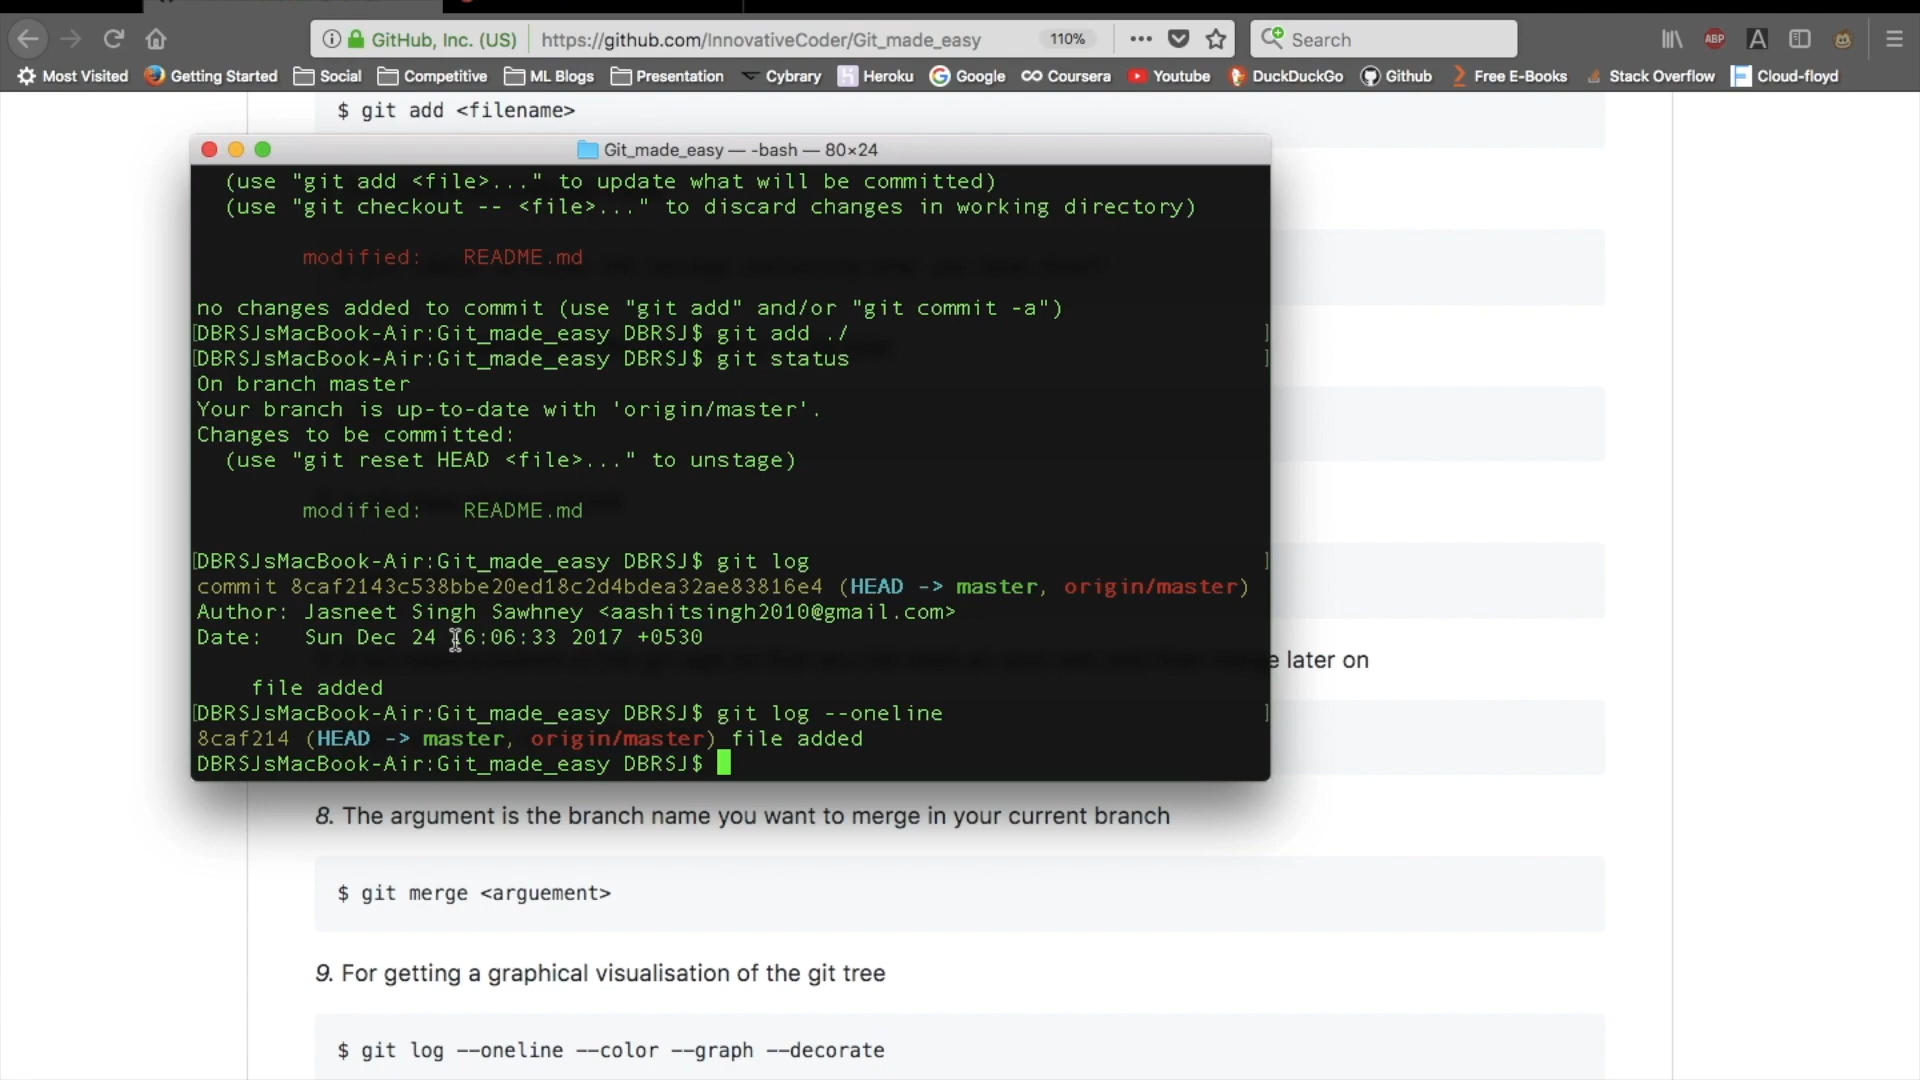 GitHub, Inc. (US)
https://github.com/InnovativeCoder/Git_made_easy
110%
Search
ABP
Most Visited
Getting Started
Social
Competitive
ML Blogs
Presentation
Cybrary
Heroku
Google
Coursera
Youtube
DuckDuckGo
Github
Free E-Books
Stack Overflow
Cloud-floyd
$ git add <filename>
Git_made_easy — -bash — 80×24
(use "git add <file>..." to update what will be committed)
(use "git checkout -- <file>..." to discard changes in working directory)
modified: README.md
no changes added to commit (use "git add" and/or "git commit -a")
[DBRSJsMacBook-Air:Git_made_easy DBRSJ$ git add ./ ]
[DBRSJsMacBook-Air:Git_made_easy DBRSJ$ git status ]
On branch master
Your branch is up-to-date with 'origin/master'.
Changes to be committed:
(use "git reset HEAD <file>..." to unstage)
modified: README.md
[DBRSJsMacBook-Air:Git_made_easy DBRSJ$ git log ]
commit 8caf2143c538bbe20ed18c2d4bdea32ae83816e4 (HEAD -> master, origin/master)
Author: Jasneet Singh Sawhney <aashitsingh2010@gmail.com>
Date: Sun Dec 24 16:06:33 2017 +0530
file added
[DBRSJsMacBook-Air:Git_made_easy DBRSJ$ git log --oneline ]
8caf214 (HEAD -> master, origin/master) file added
DBRSJsMacBook-Air:Git_made_easy DBRSJ$
later on
8. The argument is the branch name you want to merge in your current branch
$ git merge <arguement>
9. For getting a graphical visualisation of the git tree
$ git log --oneline --color --graph --decorate